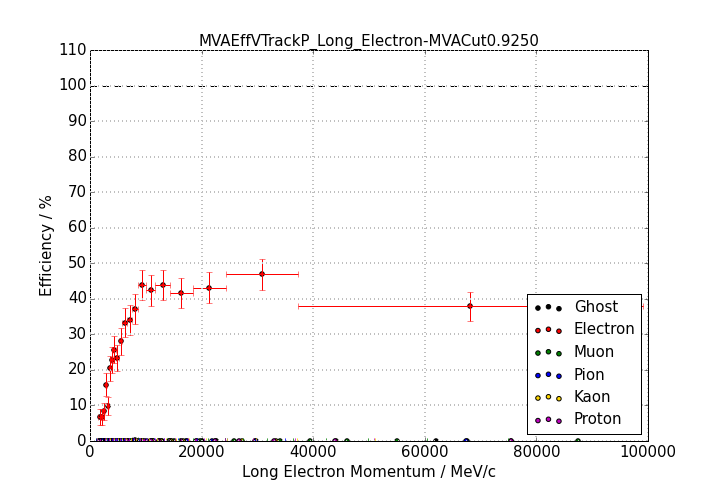 MVAEffVTrackP_Long_Electron-MVACut0.9250
Efficiency / %
110
100
90
80
70
60
50
40
30
20
10
0
0 20000 40000 60000 80000 100000
Long Electron Momentum / MeV/c
Ghost
Electron
Muon
Pion
Kaon
Proton